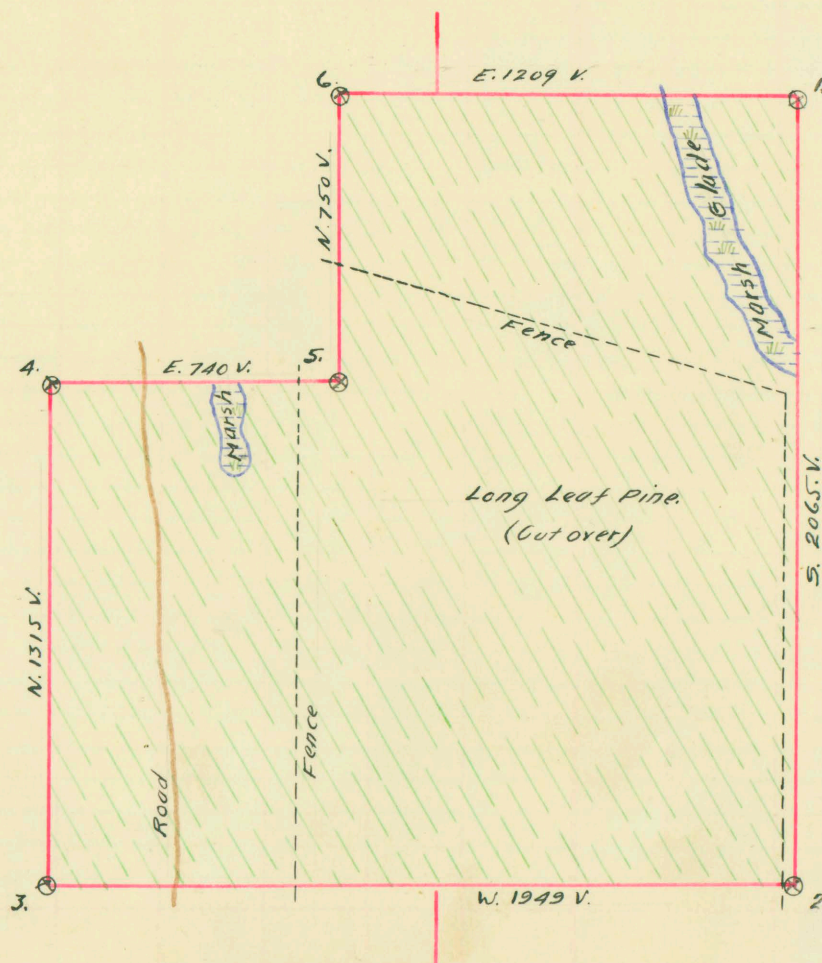 E. 1209 V.
6.
1.
N. 750 V.
Marsh Glade
Fence
E. 740 V.
5.
4.
Marsh
Long Leaf Pine.
(Cut over)
S. 2065. V.
N. 1315 V.
Fence
Road
3.
W. 1949 V.
2